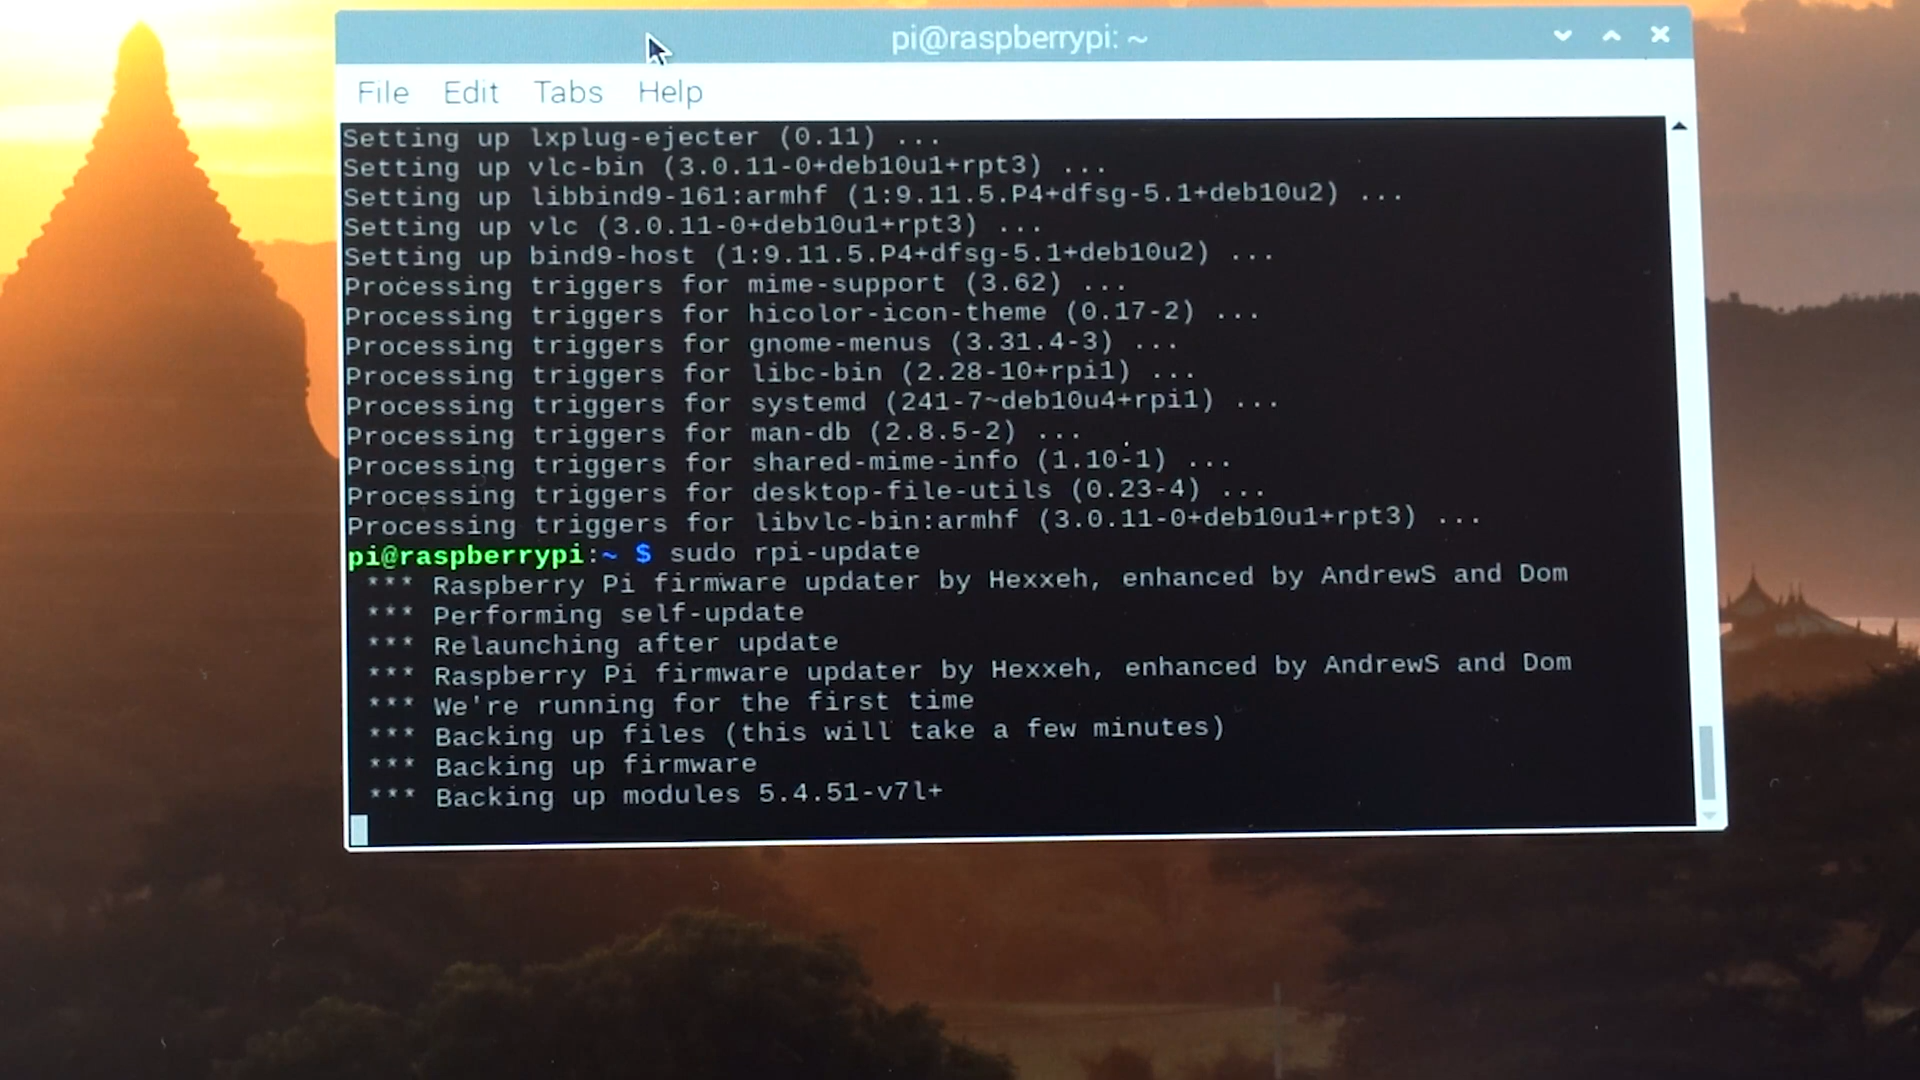 pi@raspberrypi: ~
File Edit Tabs Help
Setting up lxplug-ejecter (0.11) ...
Setting up vlc-bin (3.0.11-0+deb10u1+rpt3) ...
Setting up libbind9-161:armhf (1:9.11.5.P4+dfsg-5.1+deb10u2) ...
Setting up vlc (3.0.11-0+deb10u1+rpt3) ...
Setting up bind9-host (1:9.11.5.P4+dfsg-5.1+deb10u2) ...
Processing triggers for mime-support (3.62) ...
Processing triggers for hicolor-icon-theme (0.17-2) ...
Processing triggers for gnome-menus (3.31.4-3) ...
Processing triggers for libc-bin (2.28-10+rpi1) ...
Processing triggers for systemd (241-7~deb10u4+rpi1) ...
Processing triggers for man-db (2.8.5-2) ...
Processing triggers for shared-mime-info (1.10-1) ...
Processing triggers for desktop-file-utils (0.23-4) ...
Processing triggers for libvlc-bin:armhf (3.0.11-0+deb10u1+rpt3) ...
pi@raspberrypi:~ $ sudo rpi-update
*** Raspberry Pi firmware updater by Hexxeh, enhanced by AndrewS and Dom
*** Performing self-update
*** Relaunching after update
*** Raspberry Pi firmware updater by Hexxeh, enhanced by AndrewS and Dom
*** We're running for the first time
*** Backing up files (this will take a few minutes)
*** Backing up firmware
*** Backing up modules 5.4.51-v7l+